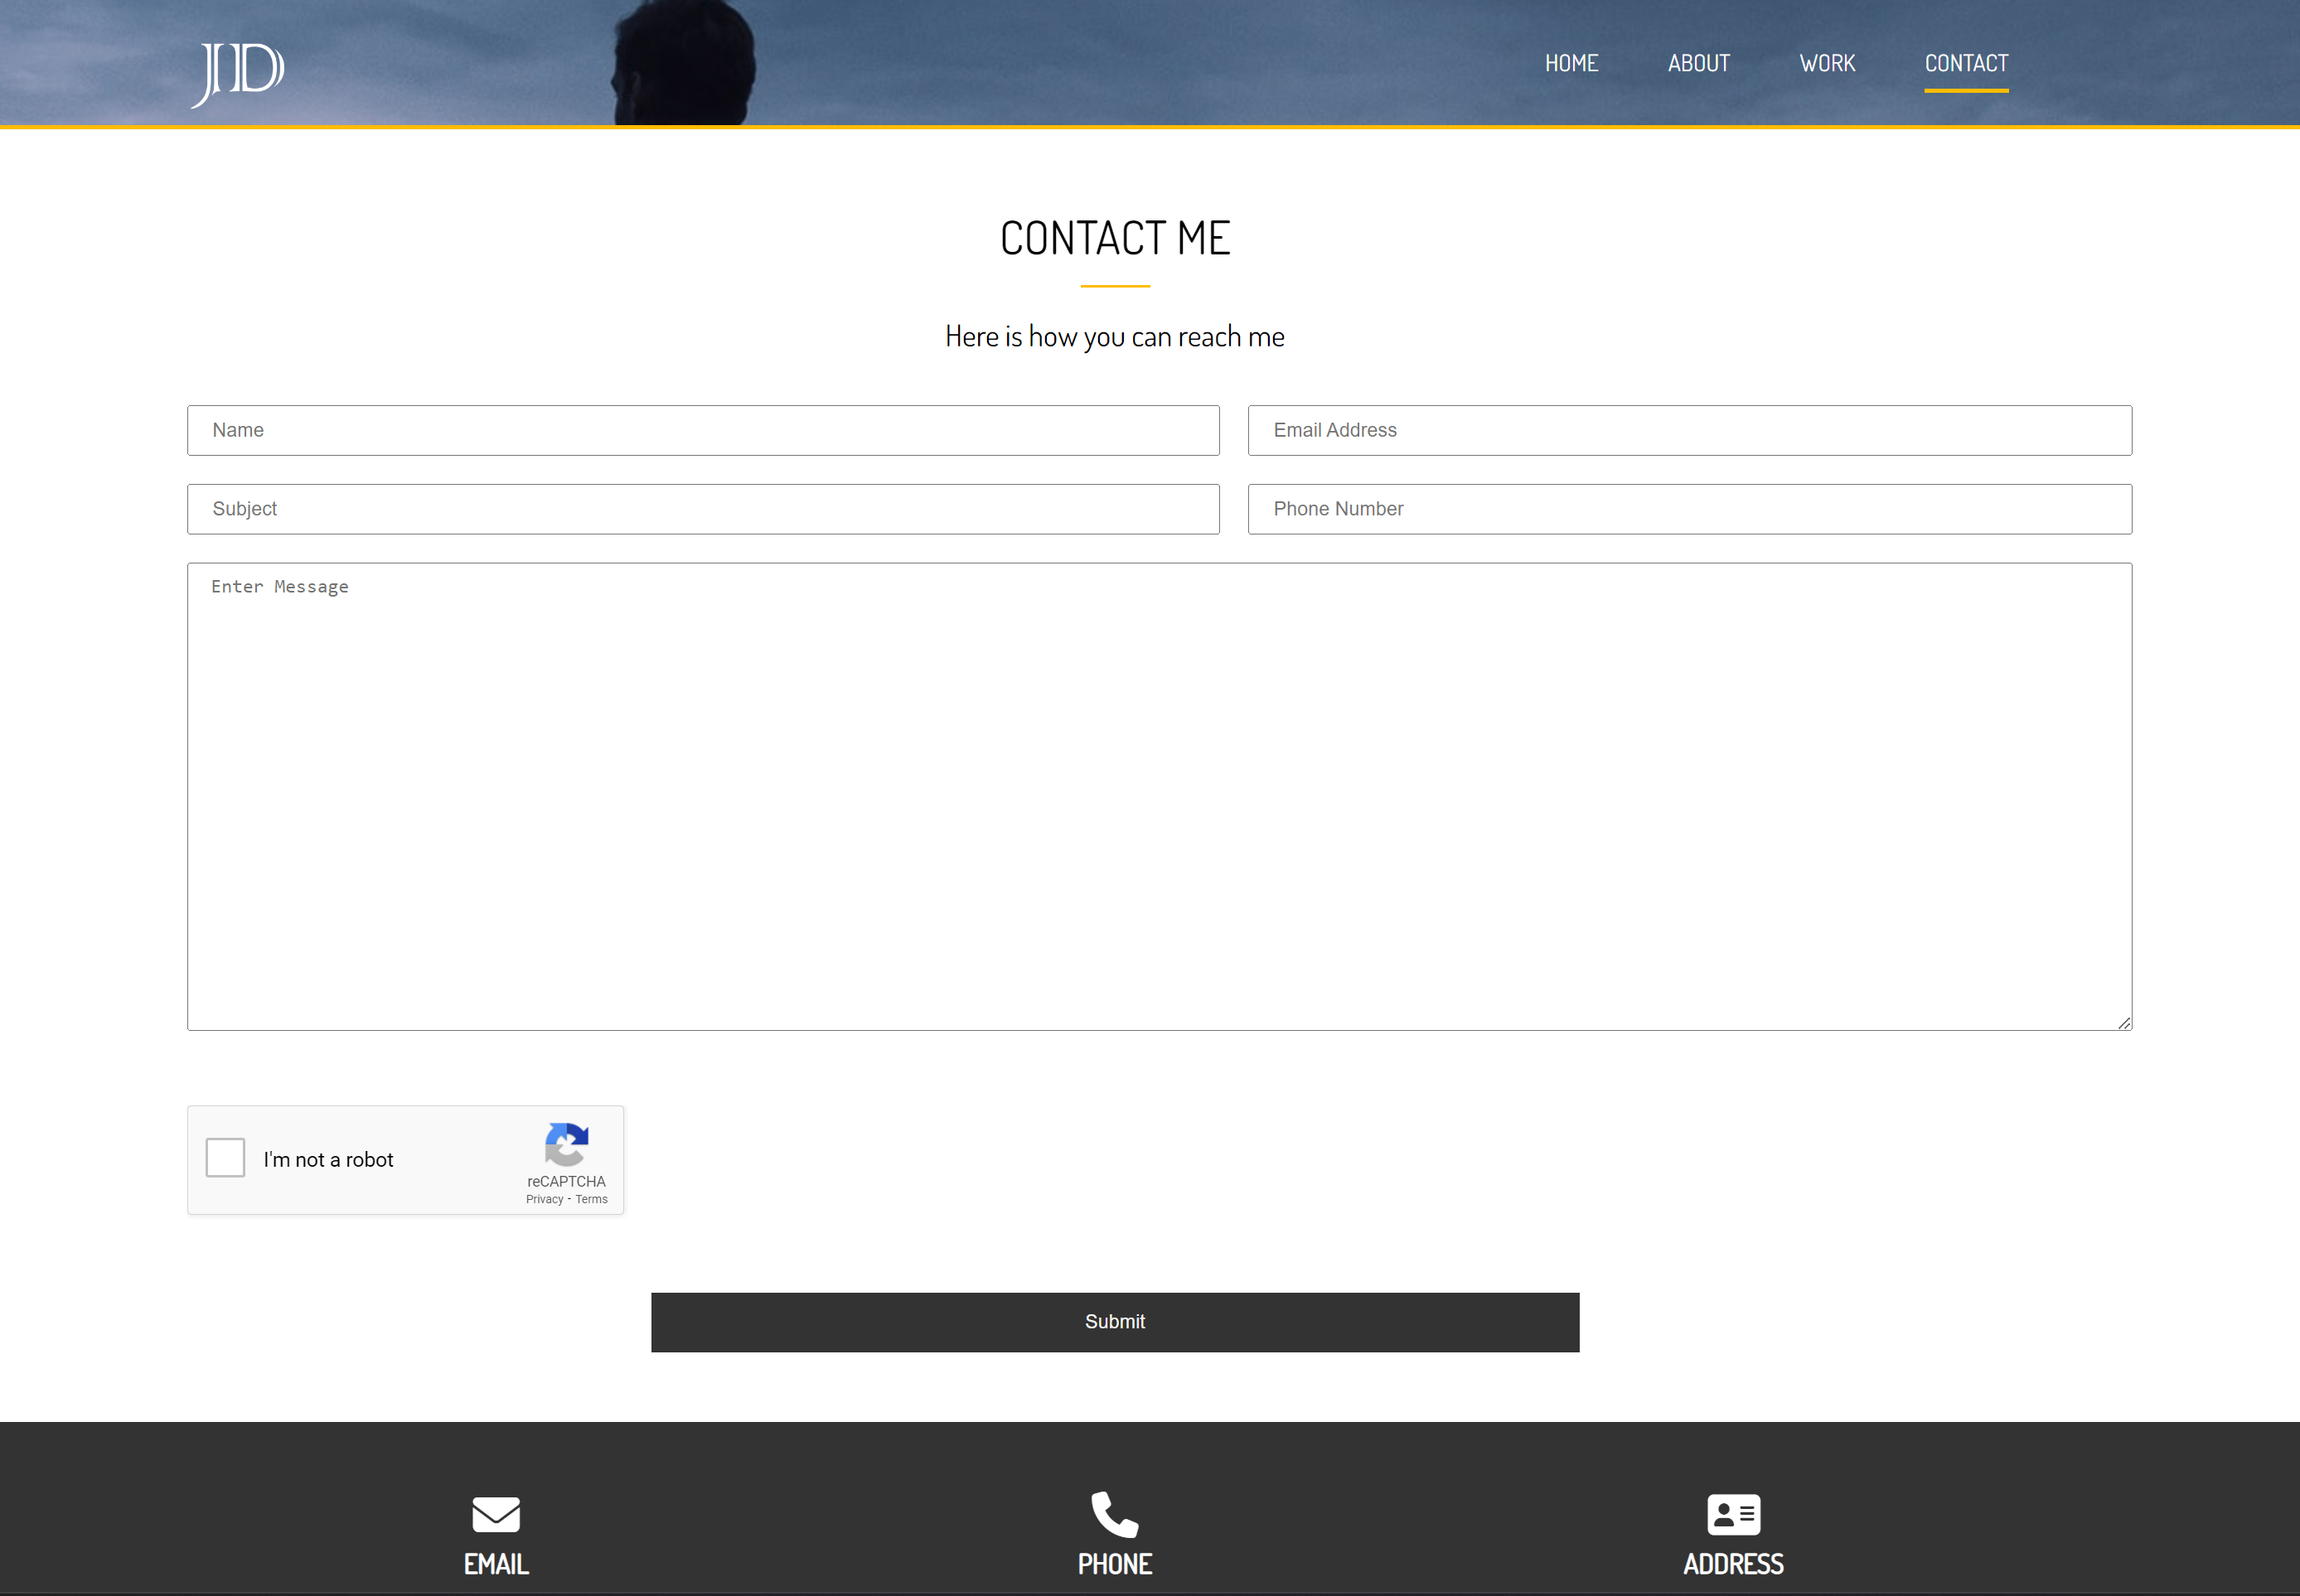 JD
HOME ABOUT WORK CONTACT
CONTACT ME
Here is how you can reach me
Name Email Address
Subject Phone Number
Enter Message
I'm not a robot
reCAPTCHA
Privacy - Terms
Submit
EMAIL PHONE ADDRESS